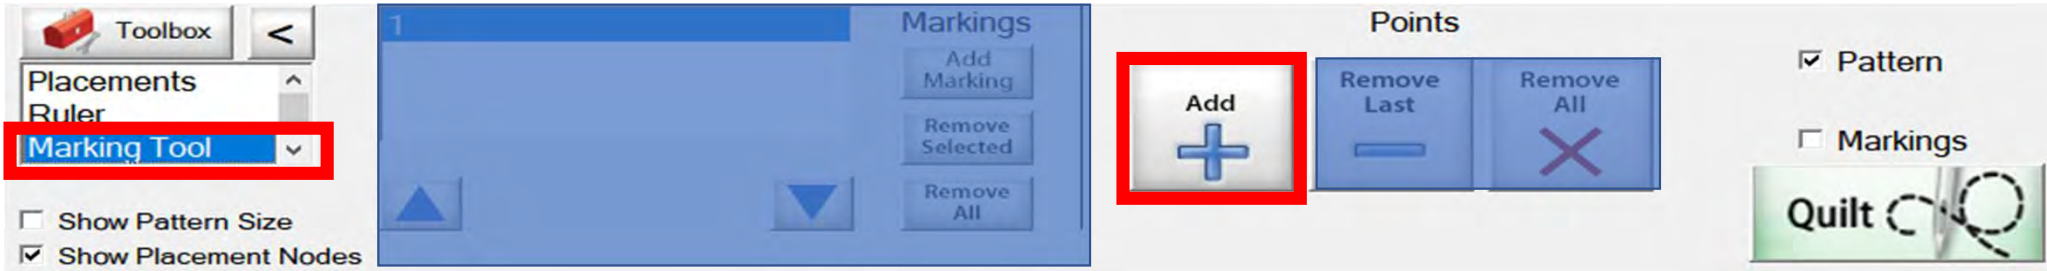 Toolbox <
Placements
Ruler
Marking Tool
Show Pattern Size
Show Placement Nodes
1
Markings
Add
Marking
Remove
Selected
Remove
All
Points
Add
Remove
Last
Remove
All
Pattern
Markings
Quilt